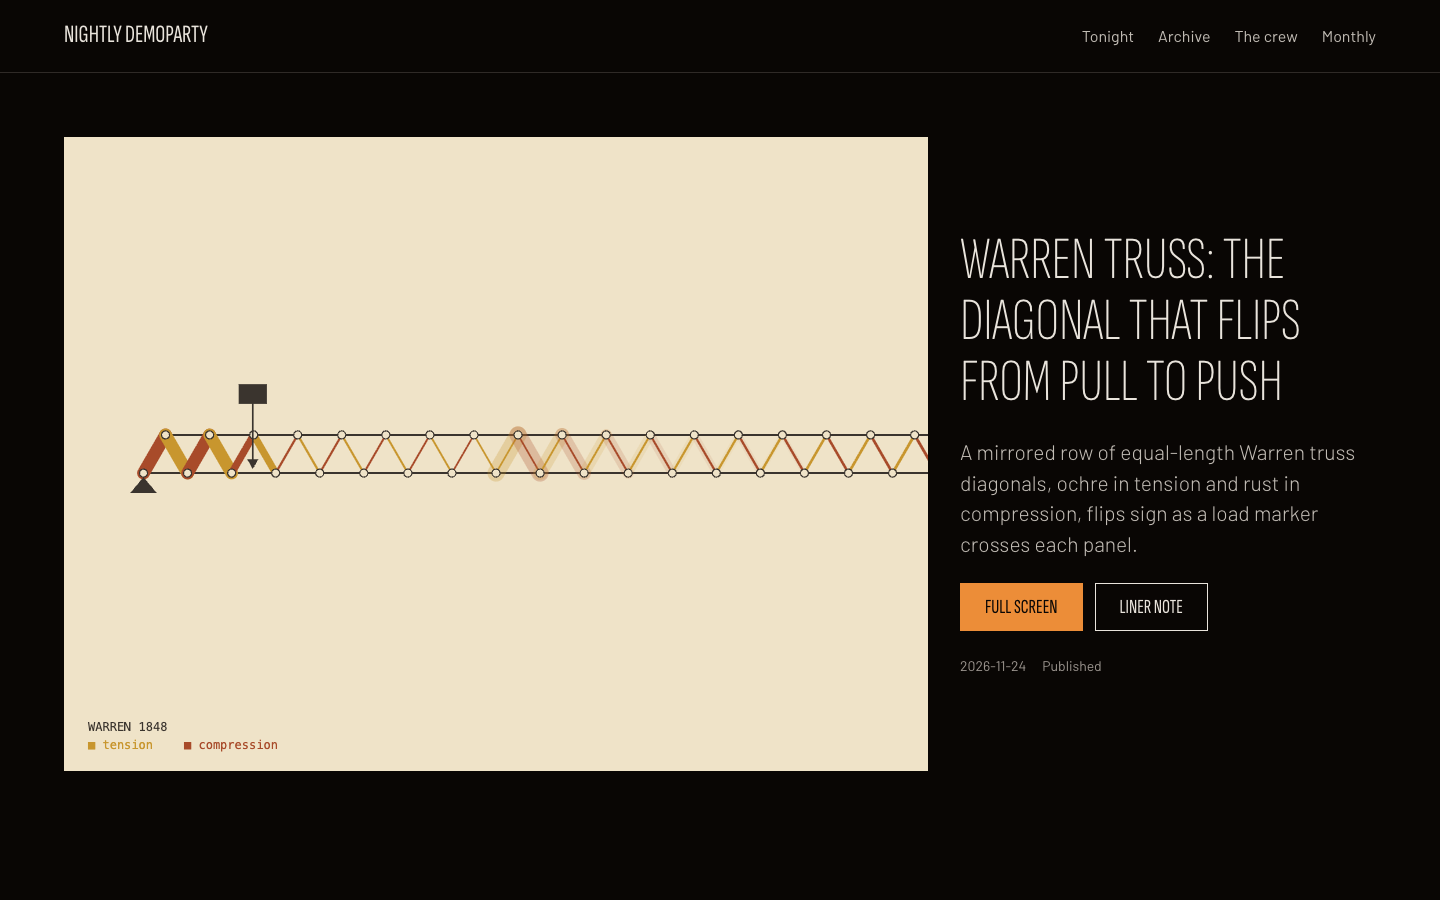 NIGHTLY DEMOPARTY
Tonight Archive The crew Monthly
WARREN TRUSS: THE
DIAGONAL THAT FLIPS
FROM PULL TO PUSH
A mirrored row of equal-length Warren truss
diagonals, ochre in tension and rust in
compression, flips sign as a load marker
crosses each panel.
FULL SCREEN LINER NOTE
2026-11-24 Published
WARREN 1848
tension compression